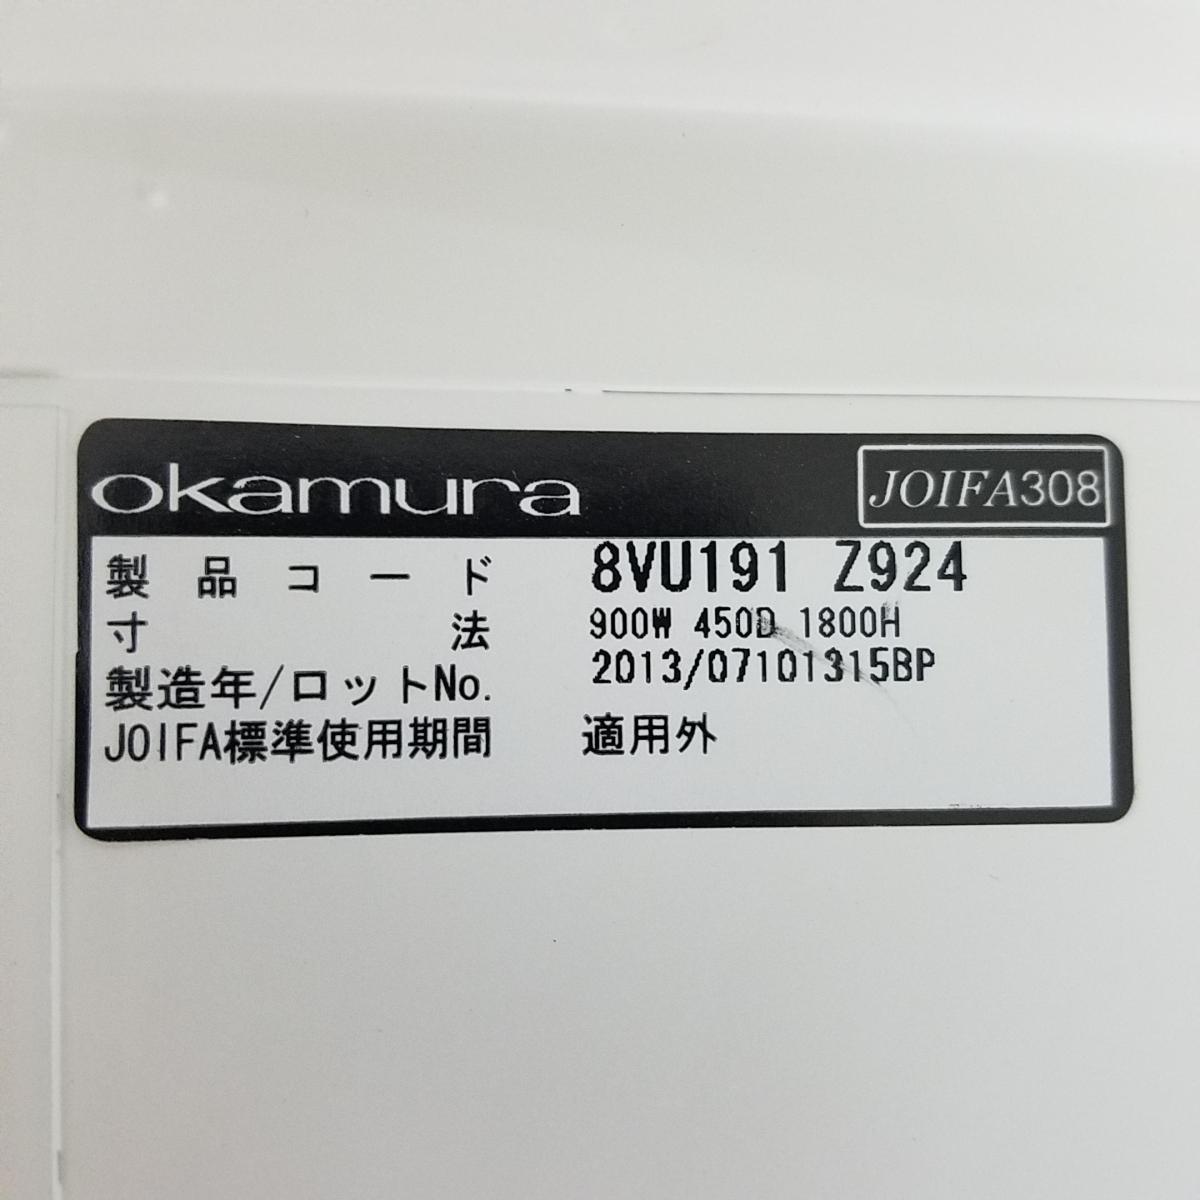 okamura JOIFA308
製品コード 8VU191 Z924
寸法 900W 450D 1800H
製造年/ロットNo. 2013/07101315BP
JOIFA標準使用期間 適用外